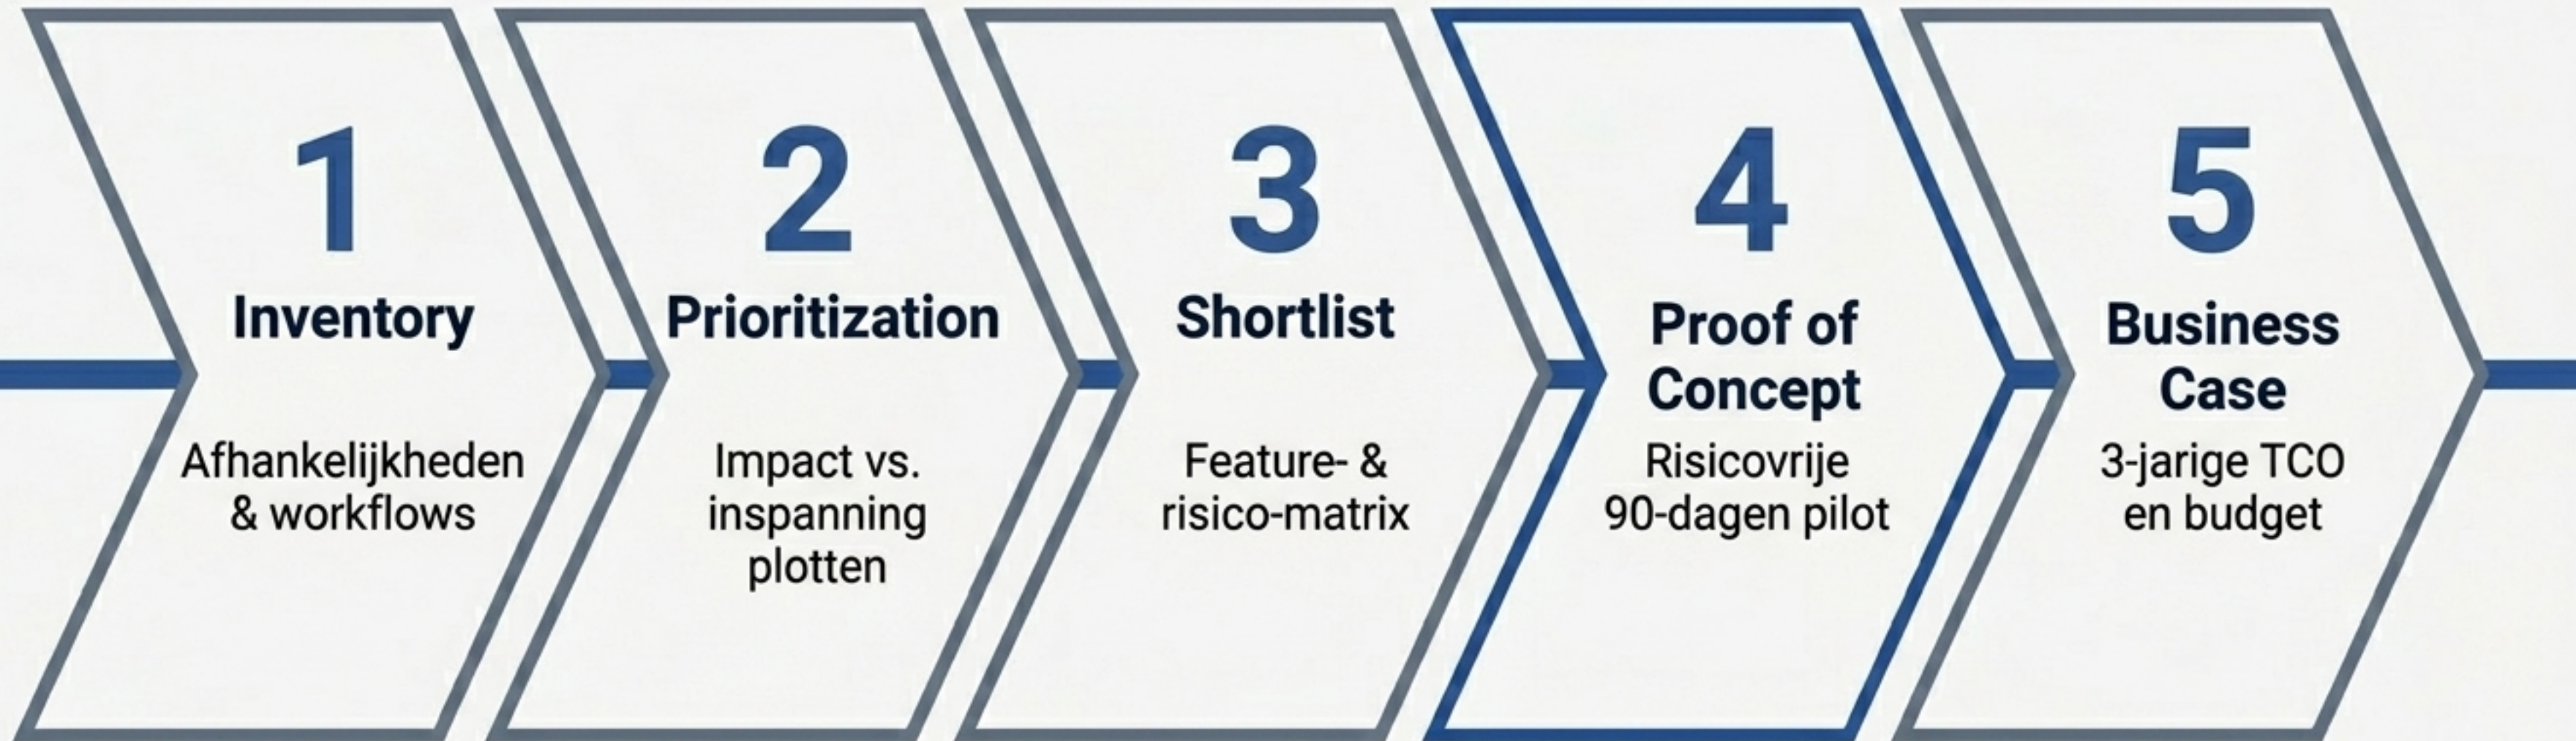 1
Inventory
Afhankelijkheden
& workflows
2
Prioritization
Impact vs.
inspanning
plotten
3
Shortlist
Feature- &
risico-matrix
4
Proof of
Concept
Risicovrije
90-dagen pilot
5
Business
Case
3-jarige TCO
en budget